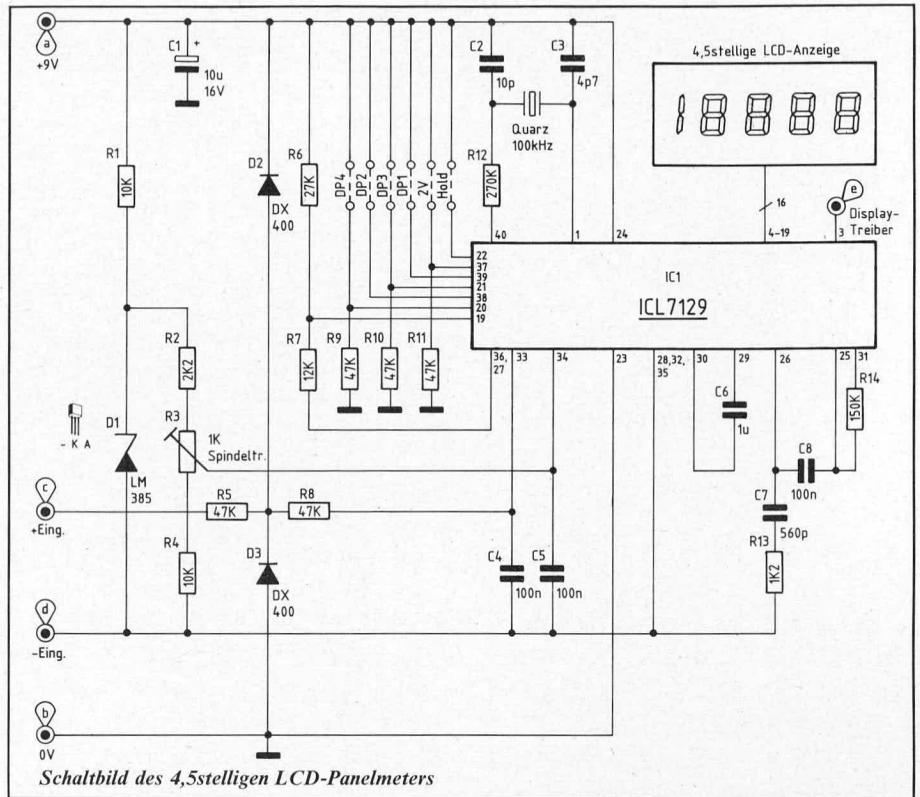 a
+9V
C1 +
10u
16V
C2
10p
C3
4p7
Quarz
100kHz
4,5stellige LCD-Anzeige
18888
R1
10K
D2
DX
400
R6
27K
DP4
DP2
DP3
DP1
2V
Hold
R12
270K
16
e
Display-
Treiber
40
1
24
4-19
3
22
37
39
21
38
20
19
IC1
ICL7129
R2
2K2
R7
12K
R9
47K
R10
47K
R11
47K
36,
27
33
34
23
28,32,
35
30
29
26
25
31
R14
150K
- K A
D1
LM
385
R3
1K
Spindeltr.
C6
1u
C8
100n
c
+Eing.
R5
47K
R8
47K
C7
560p
R4
10K
D3
DX
400
C4
100n
C5
100n
R13
1K2
d
-Eing.
b
0V
Schaltbild des 4,5stelligen LCD-Panelmeters